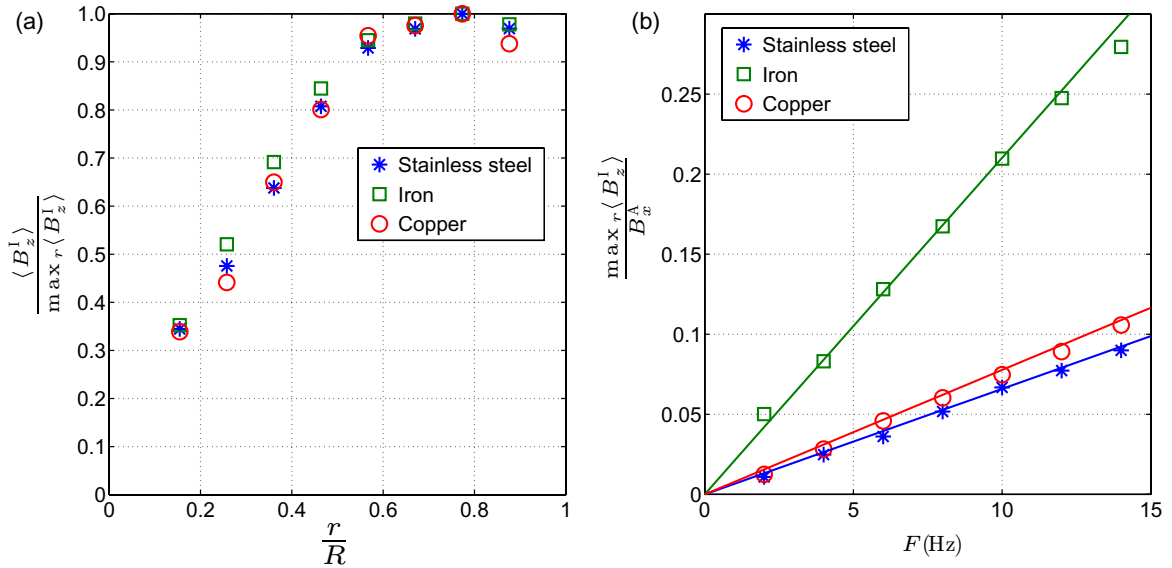 (a)
1.0
0.9
0.8
0.7
0.6
0.5
0.4
0.3
0.2
0.1
0
0
0.2
0.4
0.6
0.8
1
⟨B_z^I⟩
max_r⟨B_z^I⟩
r
R
Stainless steel
Iron
Copper
(b)
0.25
0.2
0.15
0.1
0.05
0
0
5
10
15
max_r⟨B_z^I⟩
B_x^A
F(Hz)
Stainless steel
Iron
Copper